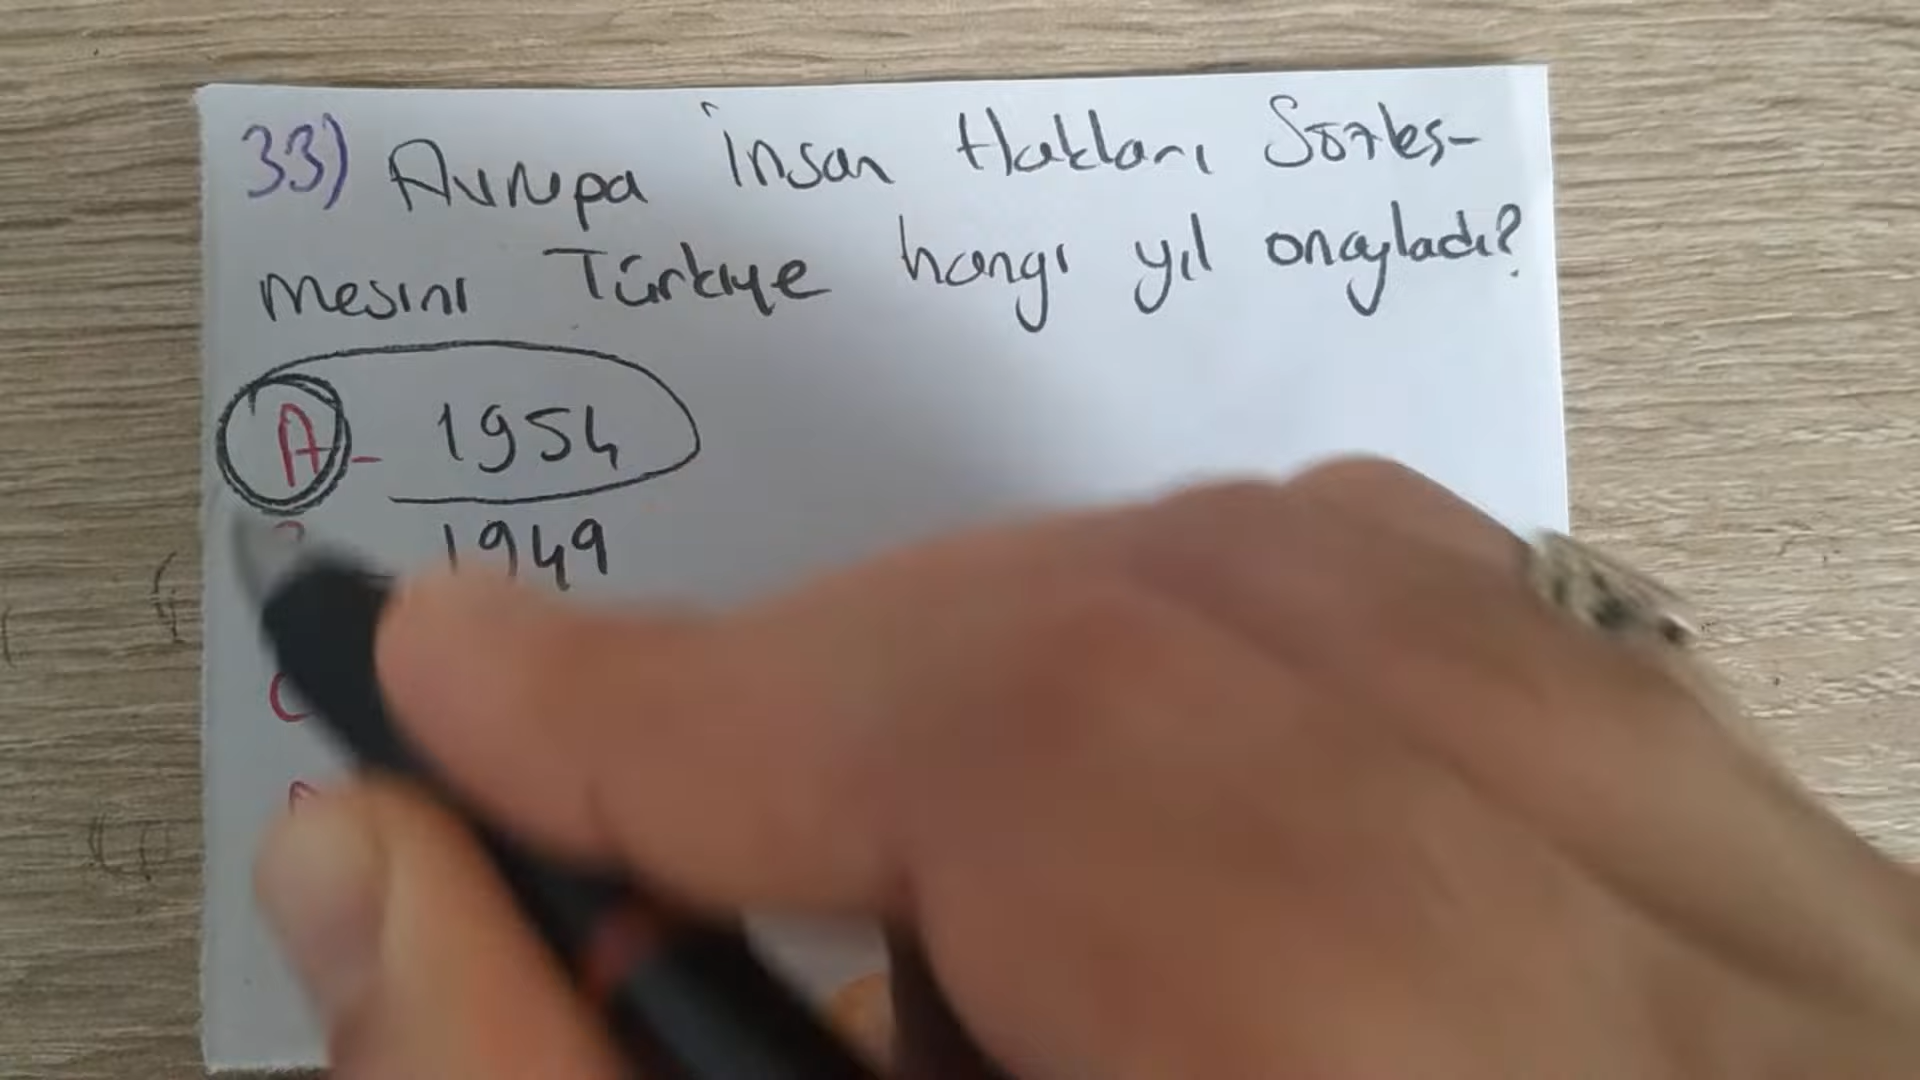 33) Avrupa İnsan Hakları Sözleş-
mesini Türkiye hangi yıl onayladı?
A- 1954
1949
C